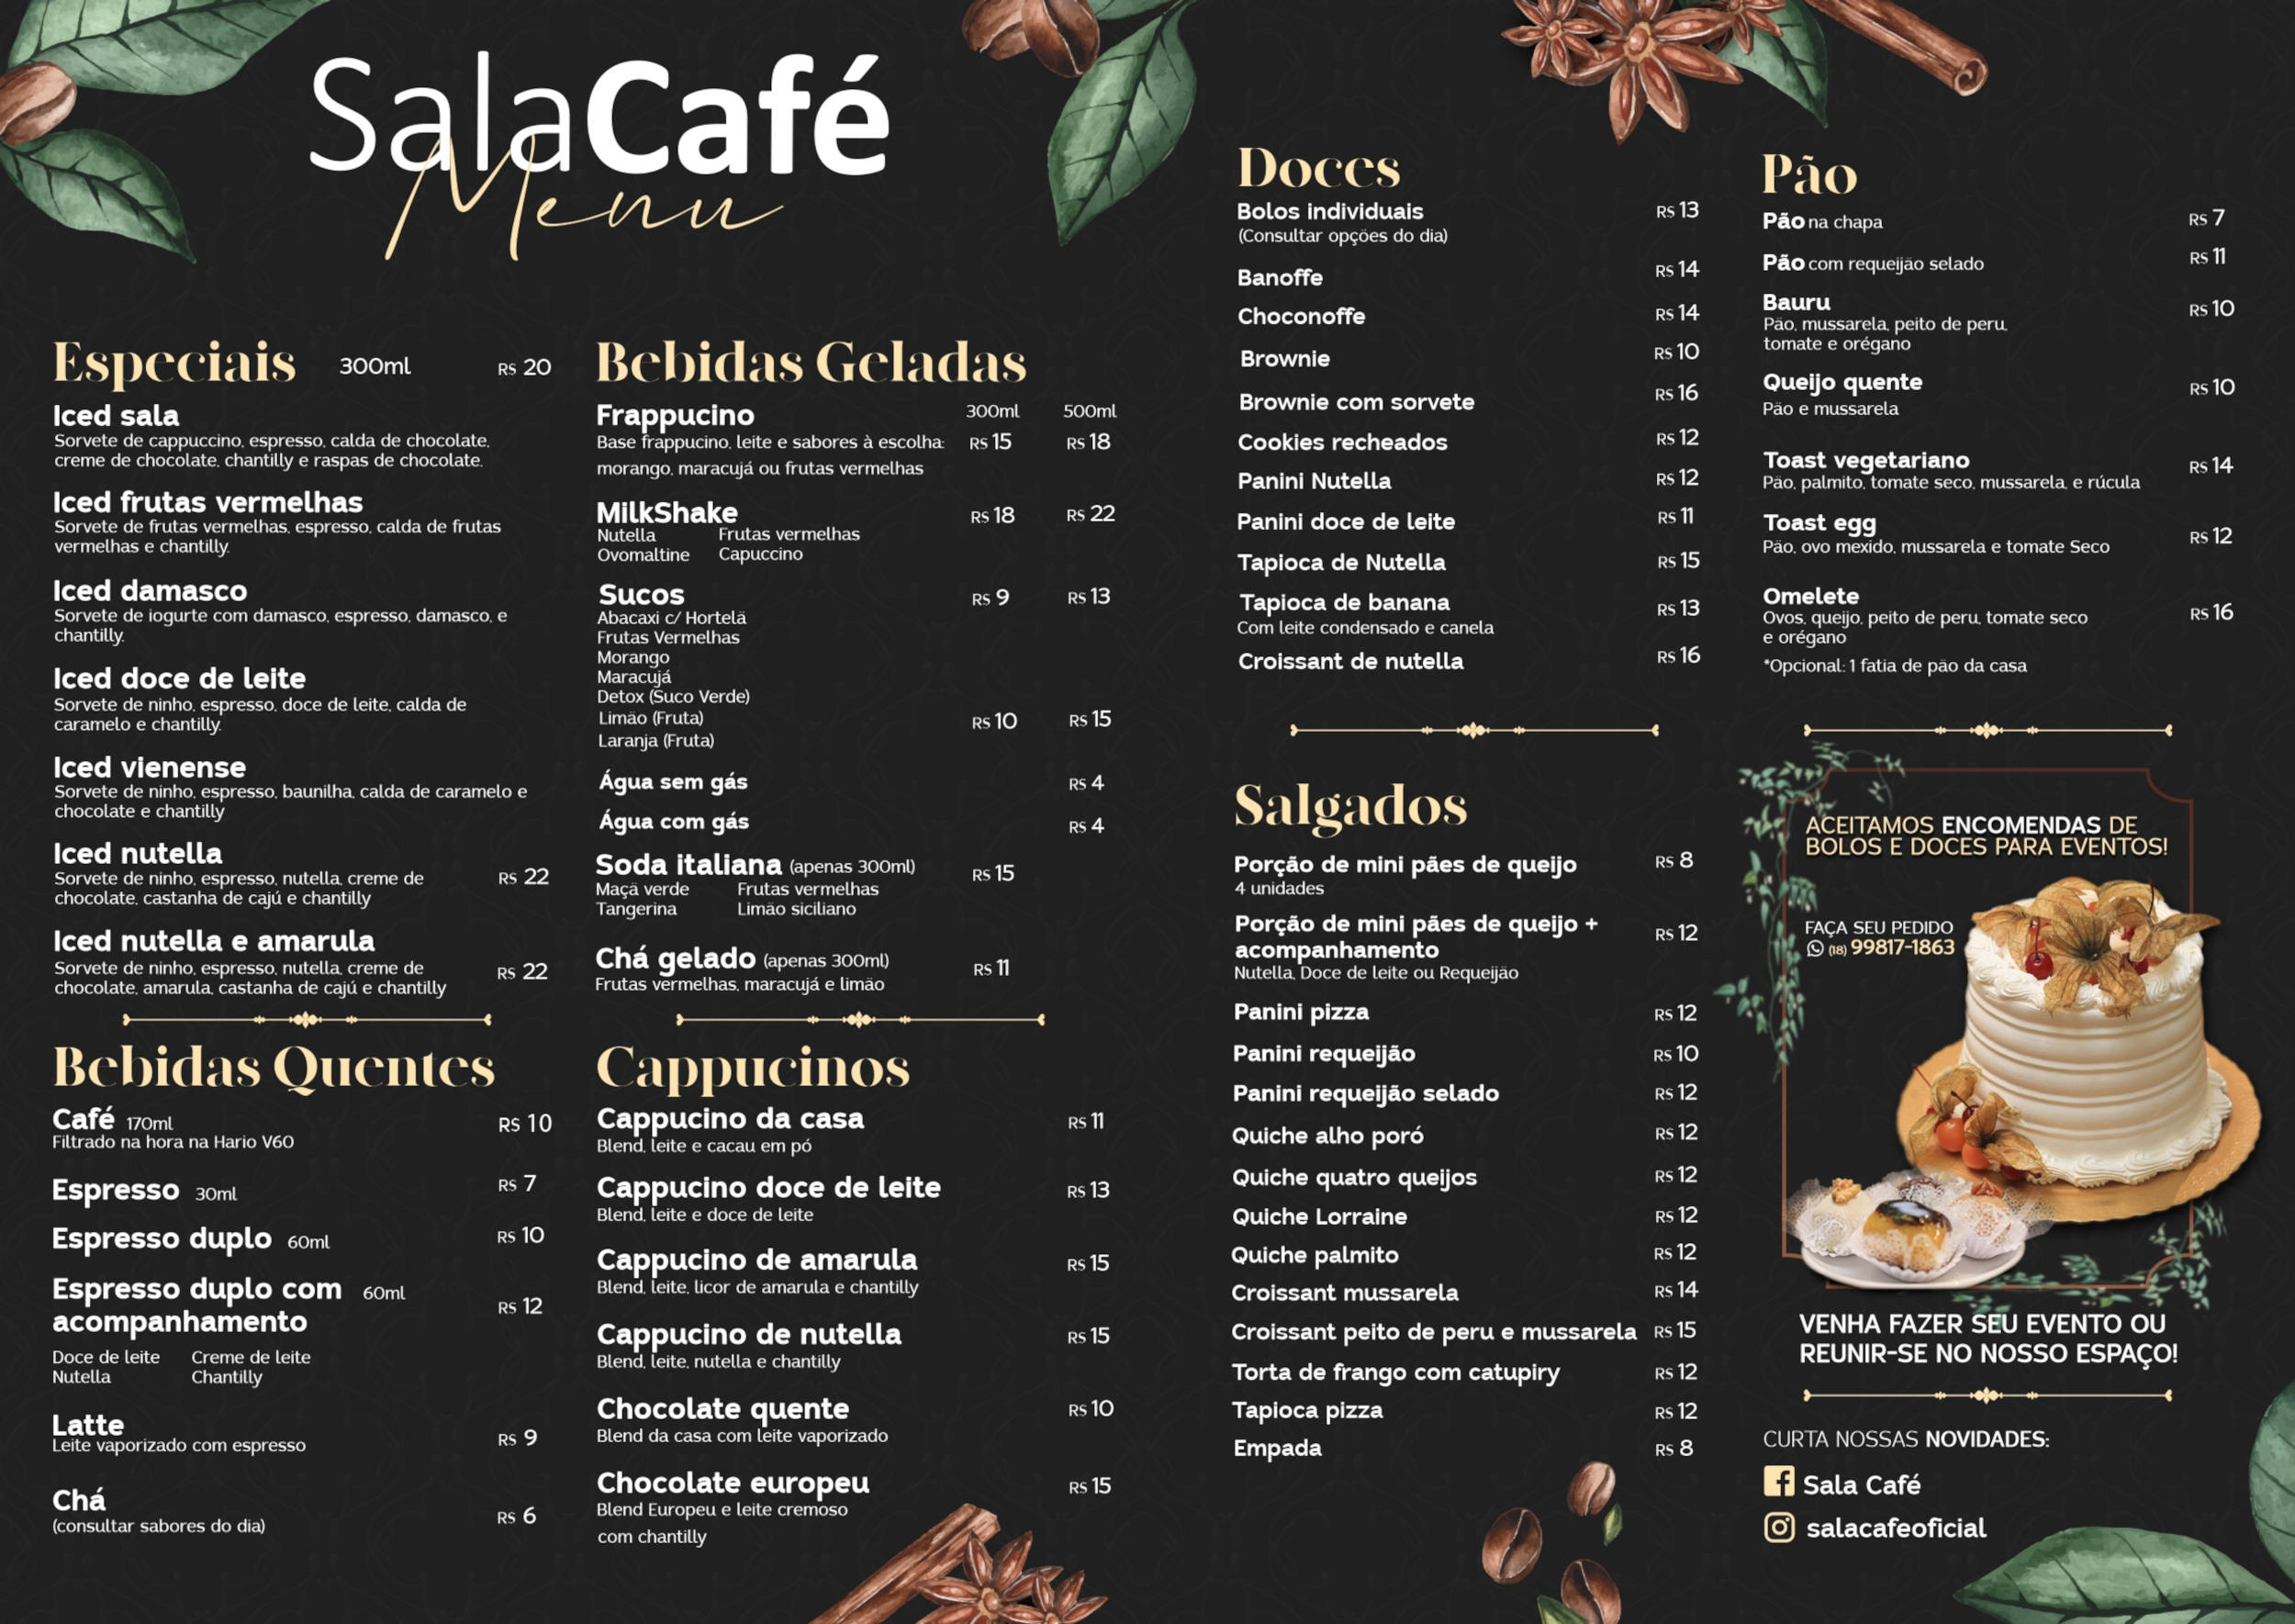 SalaCafé
Menu
Especiais 300ml R$ 20
Iced sala
Sorvete de cappuccino, espresso, calda de chocolate,
creme de chocolate, chantilly e raspas de chocolate.
Iced frutas vermelhas
Sorvete de frutas vermelhas, espresso, calda de frutas
vermelhas e chantilly.
Iced damasco
Sorvete de iogurte com damasco, espresso, damasco, e
chantilly.
Iced doce de leite
Sorvete de ninho, espresso, doce de leite, calda de
caramelo e chantilly.
Iced vienense
Sorvete de ninho, espresso, baunilha, calda de caramelo e
chocolate e chantilly
Iced nutella
Sorvete de ninho, espresso, nutella, creme de R$ 22
chocolate, castanha de cajú e chantilly
Iced nutella e amarula
Sorvete de ninho, espresso, nutella, creme de R$ 22
chocolate, amarula, castanha de cajú e chantilly
Bebidas Quentes
Café 170ml R$ 10
Filtrado na hora na Hario V60
Espresso 30ml R$ 7
Espresso duplo 60ml R$ 10
Espresso duplo com 60ml R$ 12
acompanhamento
Doce de leite Creme de leite
Nutella Chantilly
Latte
Leite vaporizado com espresso R$ 9
Chá
(consultar sabores do dia) R$ 6
Bebidas Geladas
Frappucino 300ml 500ml
Base frappucino, leite e sabores à escolha: R$ 15 R$ 18
morango, maracujá ou frutas vermelhas
MilkShake R$ 18 R$ 22
Nutella Frutas vermelhas
Ovomaltine Capuccino
Sucos R$ 9 R$ 13
Abacaxi c/ Hortelã
Frutas Vermelhas
Morango
Maracujá
Detox (Suco Verde)
Limão (Fruta) R$ 10 R$ 15
Laranja (Fruta)
Água sem gás R$ 4
Água com gás R$ 4
Soda italiana (apenas 300ml) R$ 15
Maçã verde Frutas vermelhas
Tangerina Limão siciliano
Chá gelado (apenas 300ml) R$ 11
Frutas vermelhas, maracujá e limão
Cappucinos
Cappucino da casa R$ 11
Blend, leite e cacau em pó
Cappucino doce de leite R$ 13
Blend, leite e doce de leite
Cappucino de amarula R$ 15
Blend, leite, licor de amarula e chantilly
Cappucino de nutella R$ 15
Blend, leite, nutella e chantilly
Chocolate quente R$ 10
Blend da casa com leite vaporizado
Chocolate europeu R$ 15
Blend Europeu e leite cremoso
com chantilly
Doces
Bolos individuais R$ 13
(Consultar opções do dia)
Banoffe R$ 14
Choconoffe R$ 14
Brownie R$ 10
Brownie com sorvete R$ 16
Cookies recheados R$ 12
Panini Nutella R$ 12
Panini doce de leite R$ 11
Tapioca de Nutella R$ 15
Tapioca de banana R$ 13
Com leite condensado e canela
Croissant de nutella R$ 16
Salgados
Porção de mini pães de queijo R$ 8
4 unidades
Porção de mini pães de queijo + R$ 12
acompanhamento
Nutella, Doce de leite ou Requeijão
Panini pizza R$ 12
Panini requeijão R$ 10
Panini requeijão selado R$ 12
Quiche alho poró R$ 12
Quiche quatro queijos R$ 12
Quiche Lorraine R$ 12
Quiche palmito R$ 12
Croissant mussarela R$ 14
Croissant peito de peru e mussarela R$ 15
Torta de frango com catupiry R$ 12
Tapioca pizza R$ 12
Empada R$ 8
Pão
Pão na chapa R$ 7
Pão com requeijão selado R$ 11
Bauru R$ 10
Pão, mussarela, peito de peru,
tomate e orégano
Queijo quente R$ 10
Pão e mussarela
Toast vegetariano R$ 14
Pão, palmito, tomate seco, mussarela, e rúcula
Toast egg R$ 12
Pão, ovo mexido, mussarela e tomate Seco
Omelete R$ 16
Ovos, queijo, peito de peru, tomate seco
e orégano
*Opcional: 1 fatia de pão da casa
ACEITAMOS ENCOMENDAS DE
BOLOS E DOCES PARA EVENTOS!
FAÇA SEU PEDIDO
(18) 99817-1863
VENHA FAZER SEU EVENTO OU
REUNIR-SE NO NOSSO ESPAÇO!
CURTA NOSSAS NOVIDADES:
Sala Café
salacafeoficial